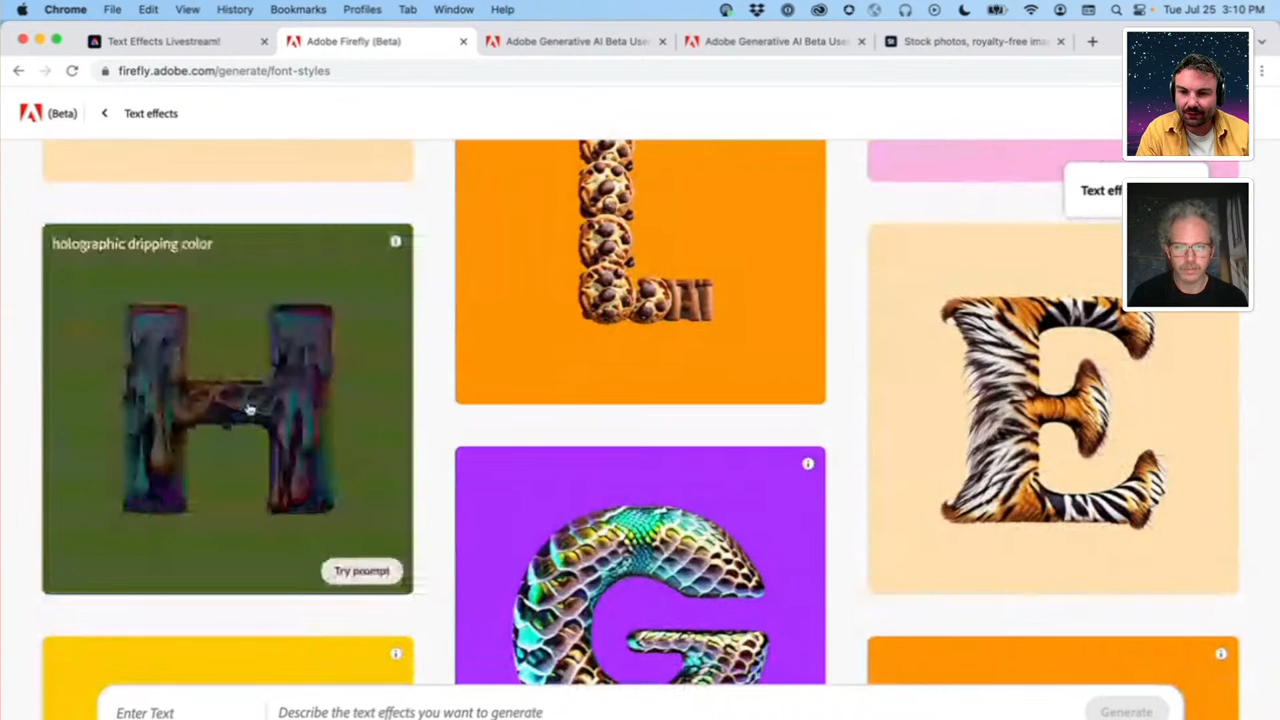 Chrome File Edit View History Bookmarks Profiles Tab Window Help
Tue Jul 25 3:10 PM
Text Effects Livestream!
Adobe Firefly (Beta)
Adobe Generative AI Beta Use
Adobe Generative AI Beta Use
Stock photos, royalty-free ima
firefly.adobe.com/generate/font-styles
(Beta)
Text effects
Text eff
holographic dripping color
H
L
E
Try prompt
G
Enter Text
Describe the text effects you want to generate
Generate